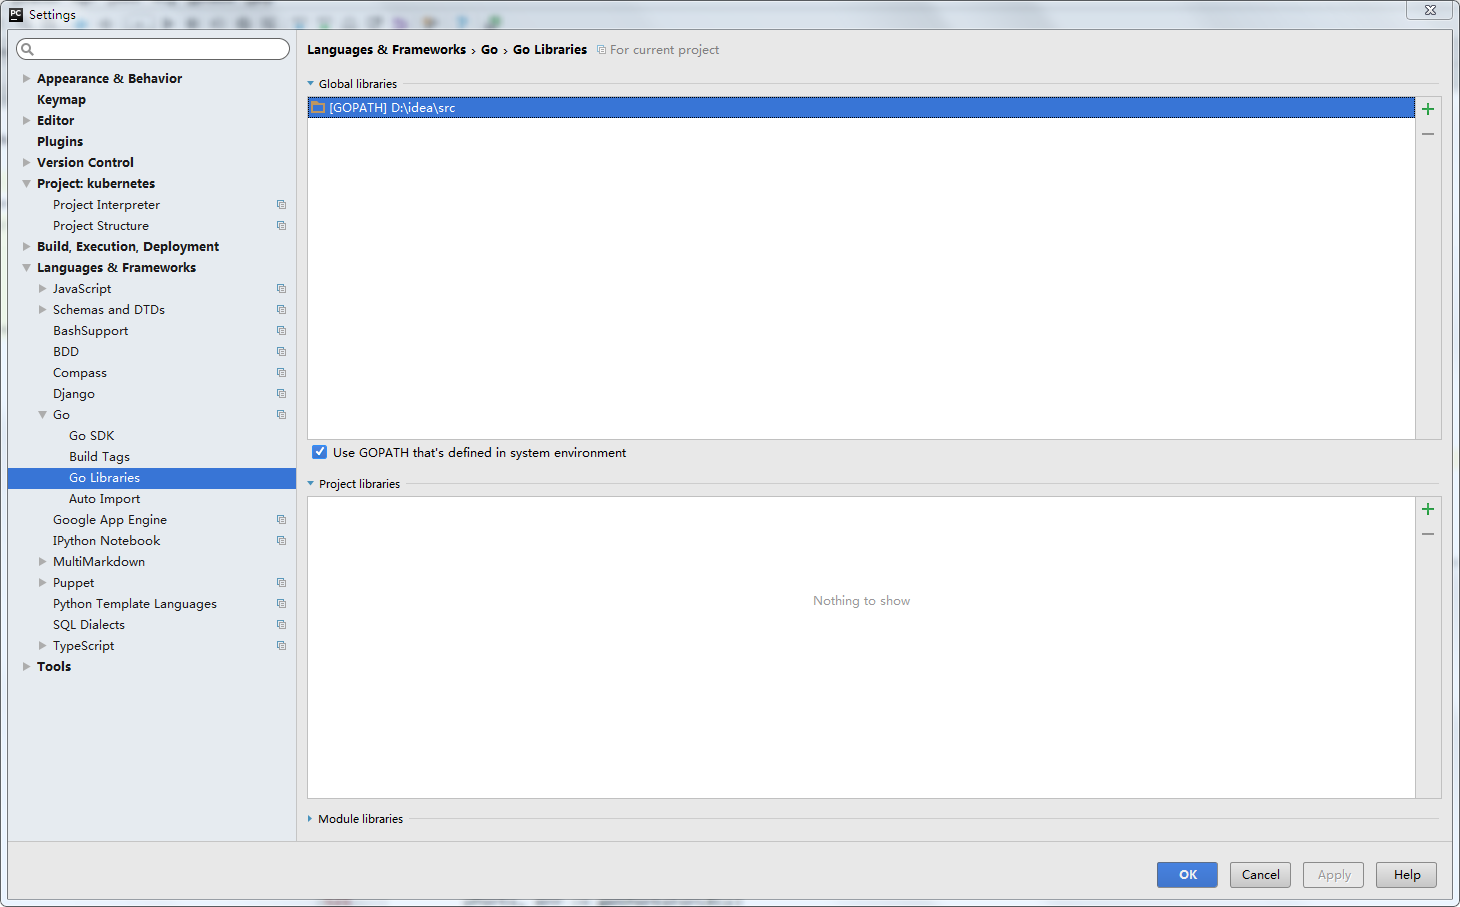 PC Settings
Languages & Frameworks › Go › Go Libraries For current project
Appearance & Behavior
Keymap
Editor
Plugins
Version Control
Project: kubernetes
Project Interpreter
Project Structure
Build, Execution, Deployment
Languages & Frameworks
JavaScript
Schemas and DTDs
BashSupport
BDD
Compass
Django
Go
Go SDK
Build Tags
Go Libraries
Auto Import
Google App Engine
IPython Notebook
MultiMarkdown
Puppet
Python Template Languages
SQL Dialects
TypeScript
Tools
Global libraries
[GOPATH] D:\idea\src
Use GOPATH that's defined in system environment
Project libraries
Nothing to show
Module libraries
OK Cancel Apply Help